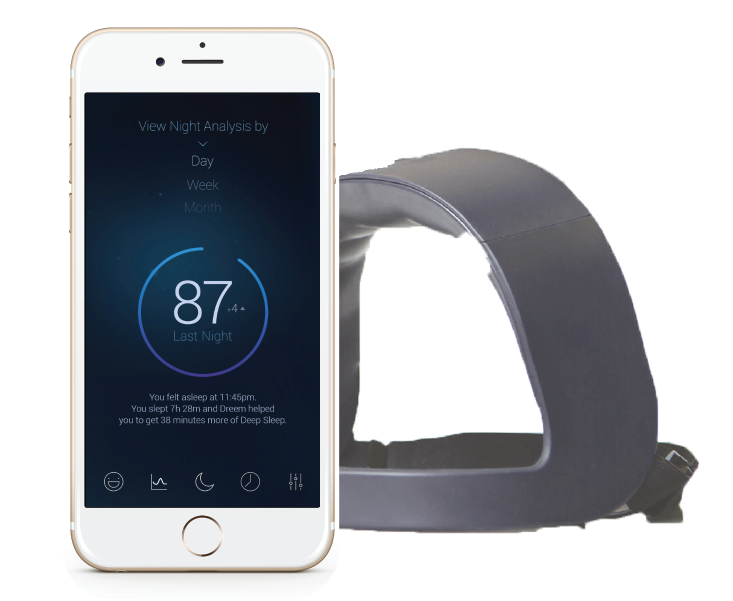 View Night Analysis by
Day
Week
Month
87 +4
Last Night
You felt asleep at 11:45pm.
You slept 7h 28m and Dreem helped
you to get 38 minutes more of Deep Sleep.